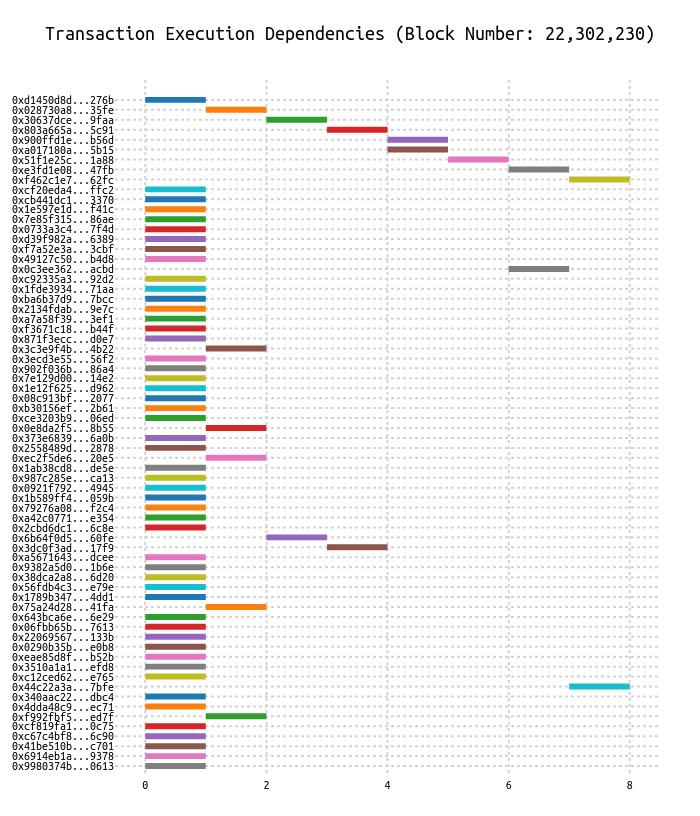 Transaction Execution Dependencies (Block Number: 22,302,230)
0xd1450d8d...276b
0x028730a8...35fe
0x30637dce...9faa
0x803a665a...5c91
0x900ffd1e...b56d
0xa017180a...5b15
0x51f1e25c...1a88
0xe3fd1e08...47fb
0xf462c1e7...62fc
0xcf20eda4...ffc2
0xcb441dc1...3370
0x1e597e1d...f41c
0x7e85f315...86ae
0x0733a3c4...7f4d
0xd39f982a...6389
0xf7a52e3a...3cbf
0x49127c50...b4d8
0x0c3ee362...acbd
0xc92335a3...92d2
0x1fde3934...71aa
0xba6b37d9...7bcc
0x2134fdab...9e7c
0xa7a58f39...3ef1
0xf3671c18...b44f
0x871f3ecc...d0e7
0x3c3e9f4b...4b22
0x3ecd3e55...56f2
0x902f036b...86a4
0x7e129d00...14e2
0x1e12f625...d962
0x08c913bf...2077
0xb30156ef...2b61
0xce3203b9...06ed
0x0e8da2f5...8b55
0x373e6839...6a0b
0x2558489d...2878
0xec2f5de6...20e5
0x1ab38cd8...de5e
0x987c285e...ca13
0x0921f792...4945
0x1b589ff4...059b
0x79276a08...f2c4
0xa42c0771...e354
0x2cbd6dc1...6c8e
0x6b64f0d5...60fe
0x3dc0f3ad...17f9
0xa5671643...dcee
0x9382a5d0...1b6e
0x38dca2a8...6d20
0x56fdb4c3...e79e
0x1789b347...4dd1
0x75a24d28...41fa
0x643bca6e...6e29
0x06fbb65b...7613
0x22069567...133b
0x0290b35b...e0b8
0xeae85d8f...b52b
0x3510a1a1...efd8
0xc12ced62...e765
0x44c22a3a...7bfe
0x340aac22...dbc4
0x4dda48c9...ec71
0xf992fbf5...ed7f
0xcf819fa1...0c75
0xc67c4bf8...6c90
0x41be510b...c701
0x6914eb1a...9378
0x9980374b...0613
0 2 4 6 8